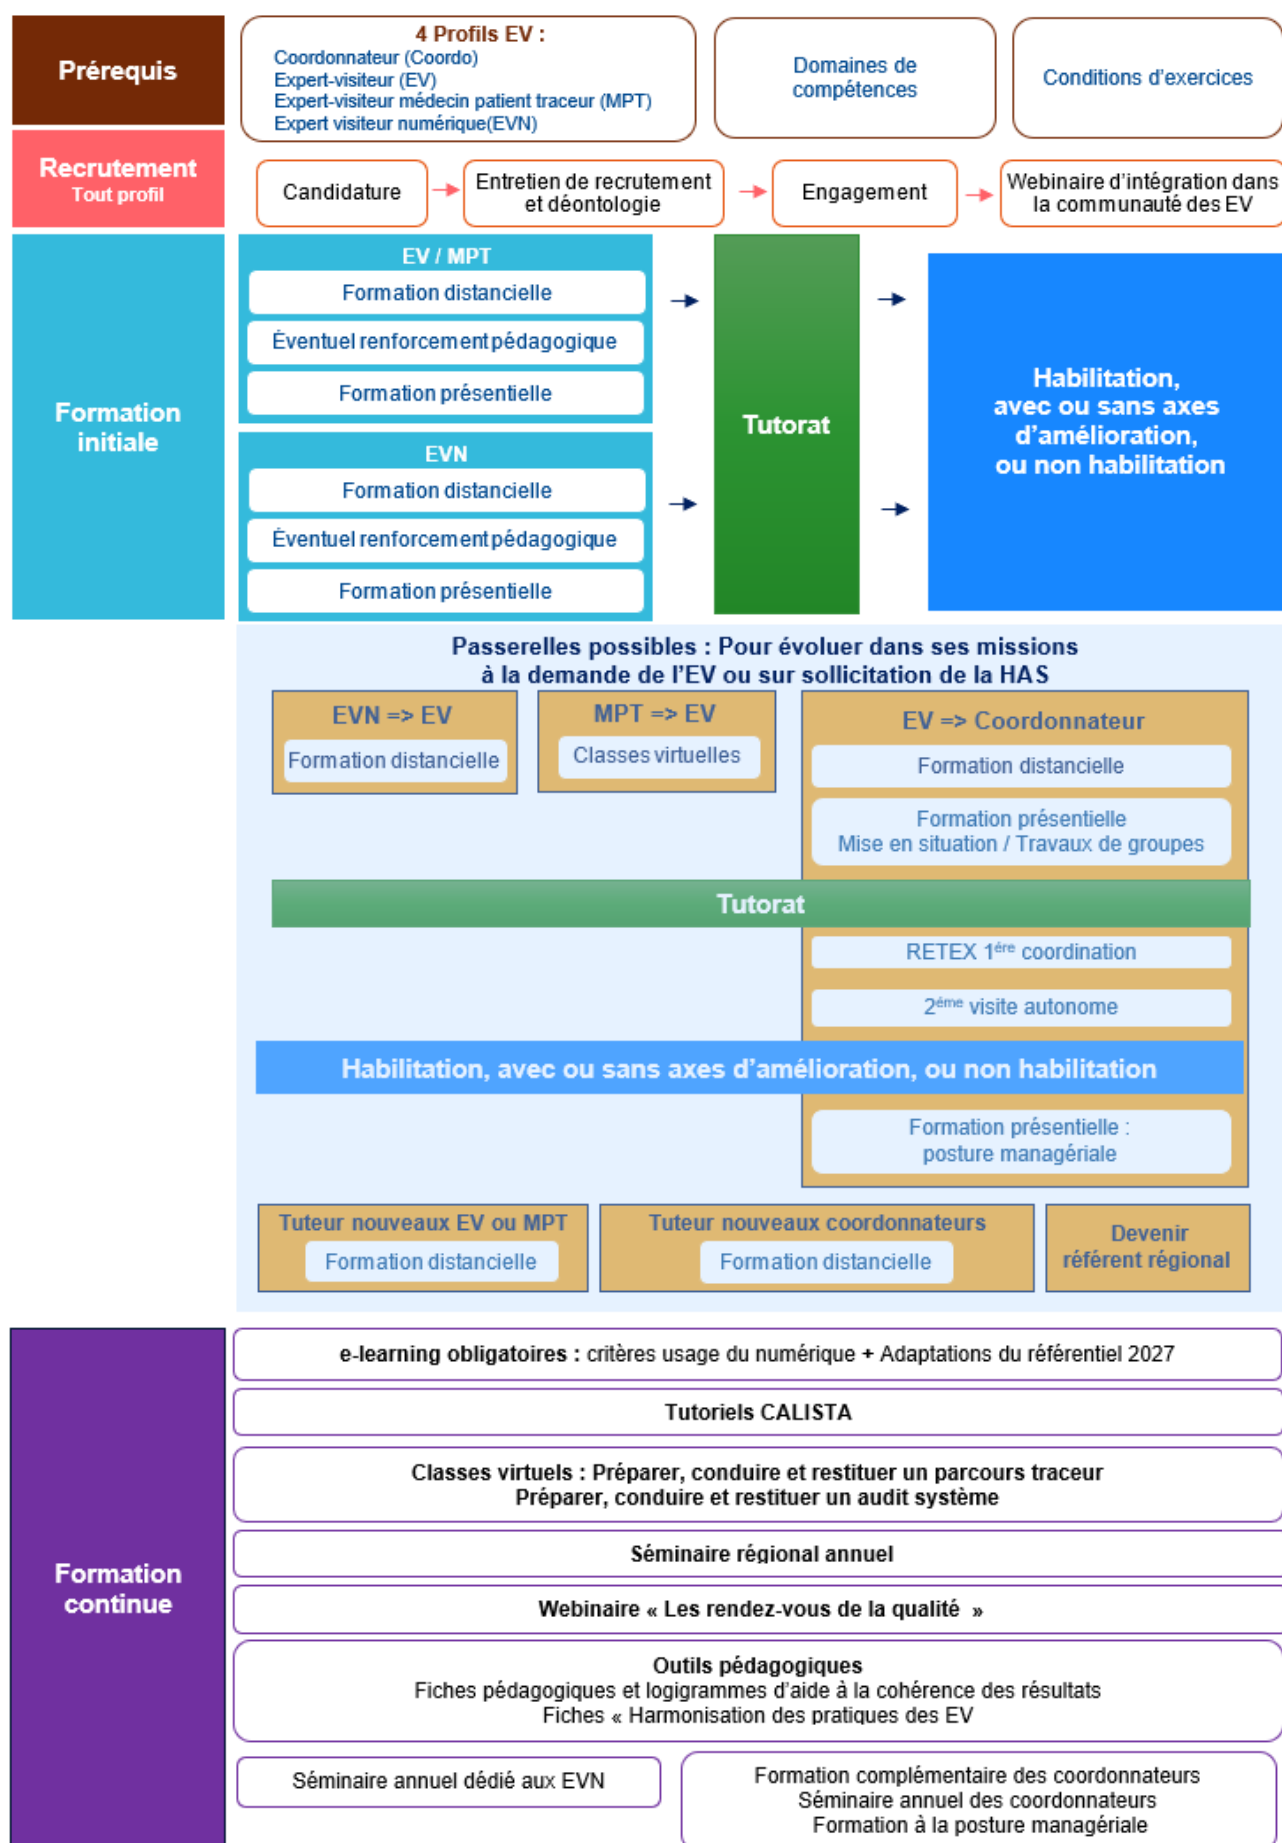 Prérequis
4 Profils EV :
Coordonnateur (Coordo)
Expert-visiteur (EV)
Expert-visiteur médecin patient traceur (MPT)
Expert visiteur numérique(EVN)
Domaines de
compétences
Conditions d'exercices
Recrutement
Tout profil
Candidature
Entretien de recrutement
et déontologie
Engagement
Webinaire d'intégration dans
la communauté des EV
Formation
initiale
EV / MPT
Formation distancielle
Éventuel renforcement pédagogique
Formation présentielle
EVN
Formation distancielle
Éventuel renforcement pédagogique
Formation présentielle
Tutorat
Habilitation,
avec ou sans axes
d'amélioration,
ou non habilitation
Passerelles possibles : Pour évoluer dans ses missions
à la demande de l'EV ou sur sollicitation de la HAS
EVN => EV
Formation distancielle
MPT => EV
Classes virtuelles
EV => Coordonnateur
Formation distancielle
Formation présentielle
Mise en situation / Travaux de groupes
Tutorat
RETEX 1ére coordination
2éme visite autonome
Habilitation, avec ou sans axes d'amélioration, ou non habilitation
Formation présentielle :
posture managériale
Tuteur nouveaux EV ou MPT
Formation distancielle
Tuteur nouveaux coordonnateurs
Formation distancielle
Devenir
référent régional
Formation
continue
e-learning obligatoires : critères usage du numérique + Adaptations du référentiel 2027
Tutoriels CALISTA
Classes virtuels : Préparer, conduire et restituer un parcours traceur
Préparer, conduire et restituer un audit système
Séminaire régional annuel
Webinaire « Les rendez-vous de la qualité »
Outils pédagogiques
Fiches pédagogiques et logigrammes d'aide à la cohérence des résultats
Fiches « Harmonisation des pratiques des EV
Séminaire annuel dédié aux EVN
Formation complémentaire des coordonnateurs
Séminaire annuel des coordonnateurs
Formation à la posture managériale